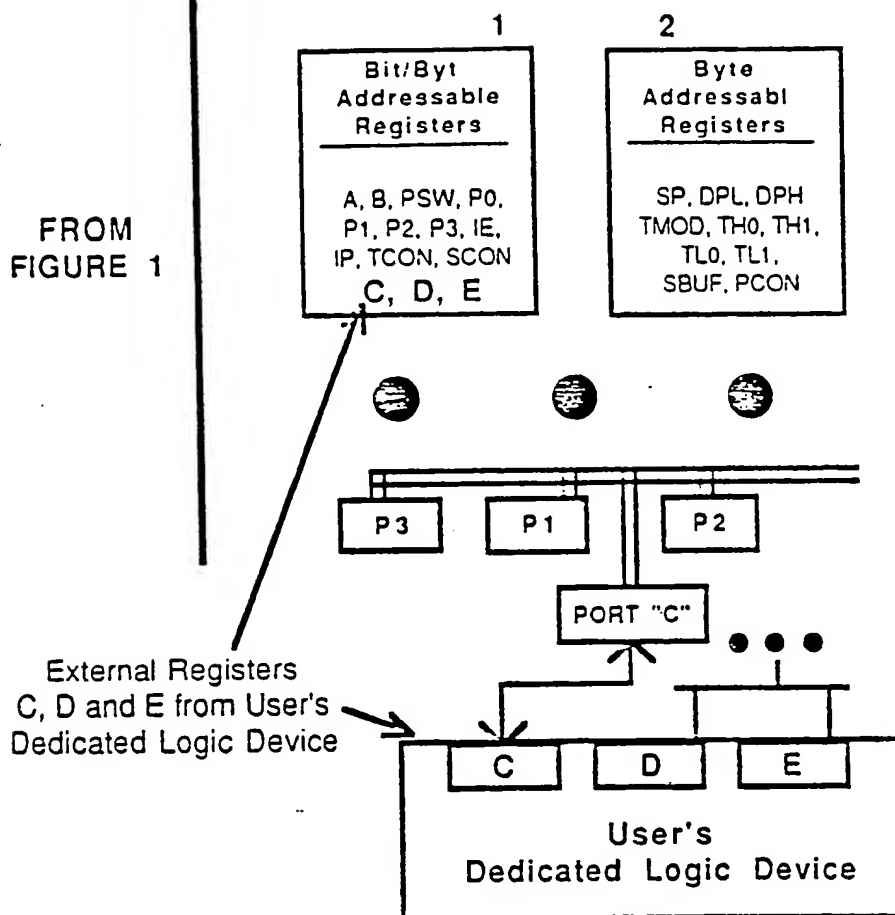 1
2
Bit/Byt
Addressable
Registers
A, B, PSW, P0,
P1, P2, P3, IE,
IP, TCON, SCON
C, D, E
Byte
Addressabl
Registers
SP, DPL, DPH
TMOD, TH0, TH1,
TL0, TL1,
SBUF, PCON
FROM
FIGURE 1
P3
P1
P2
PORT "C"
External Registers
C, D and E from User's
Dedicated Logic Device
C
D
E
User's
Dedicated Logic Device